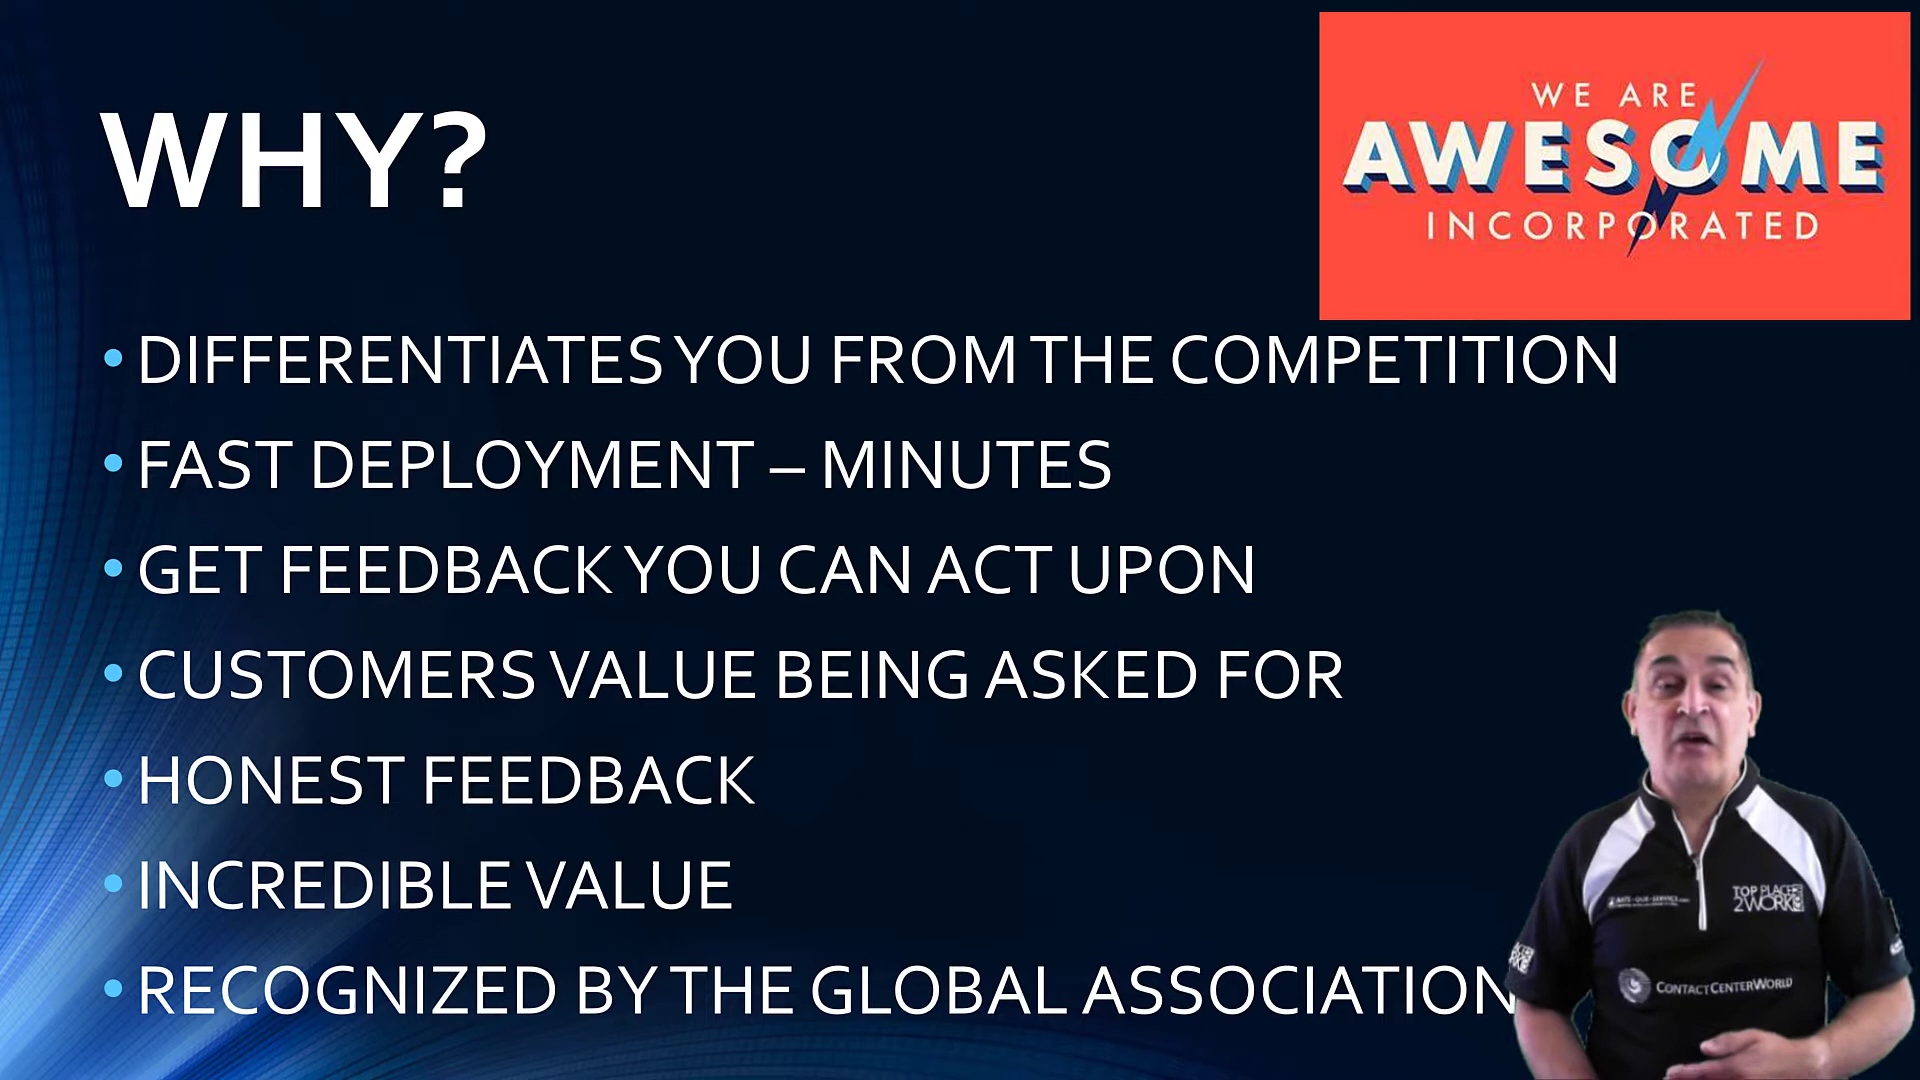 WHY?
WE ARE
AWESOME
INCORPORATED
• DIFFERENTIATES YOU FROM THE COMPETITION
• FAST DEPLOYMENT – MINUTES
• GET FEEDBACK YOU CAN ACT UPON
• CUSTOMERS VALUE BEING ASKED FOR
• HONEST FEEDBACK
• INCREDIBLE VALUE
• RECOGNIZED BY THE GLOBAL ASSOCIATION
TOP PLACE
2WORK
CONTACTCENTERWORLD